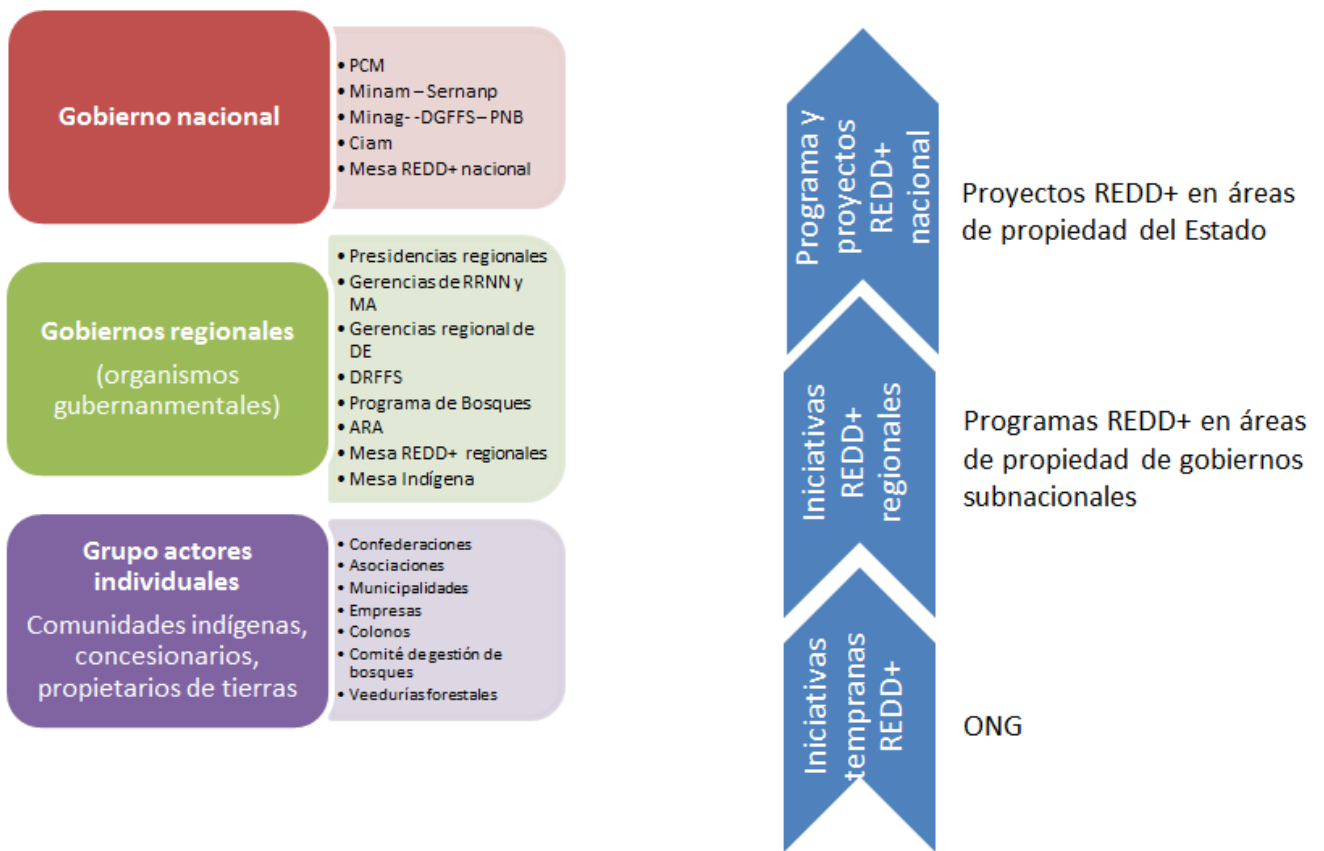 Gobierno nacional
• PCM
• Minam – Sernanp
• Minag- -DGFFS – PNB
• Ciam
• Mesa REDD+ nacional
Gobiernos regionales
(organismos
gubernanmentales)
• Presidencias regionales
• Gerencias de RRNN y
MA
• Gerencias regional de
DE
• DRFFS
• Programa de Bosques
• ARA
• Mesa REDD+ regionales
• Mesa Indígena
Grupo actores
individuales
Comunidades indígenas,
concesionarios,
propietarios de tierras
• Confederaciones
• Asociaciones
• Municipalidades
• Empresas
• Colonos
• Comité de gestión de
bosques
• Veedurías forestales
Programa y
proyectos
REDD+
nacional
Proyectos REDD+ en áreas
de propiedad del Estado
Iniciativas
REDD+
regionales
Programas REDD+ en áreas
de propiedad de gobiernos
subnacionales
Iniciativas
tempranas
REDD+
ONG